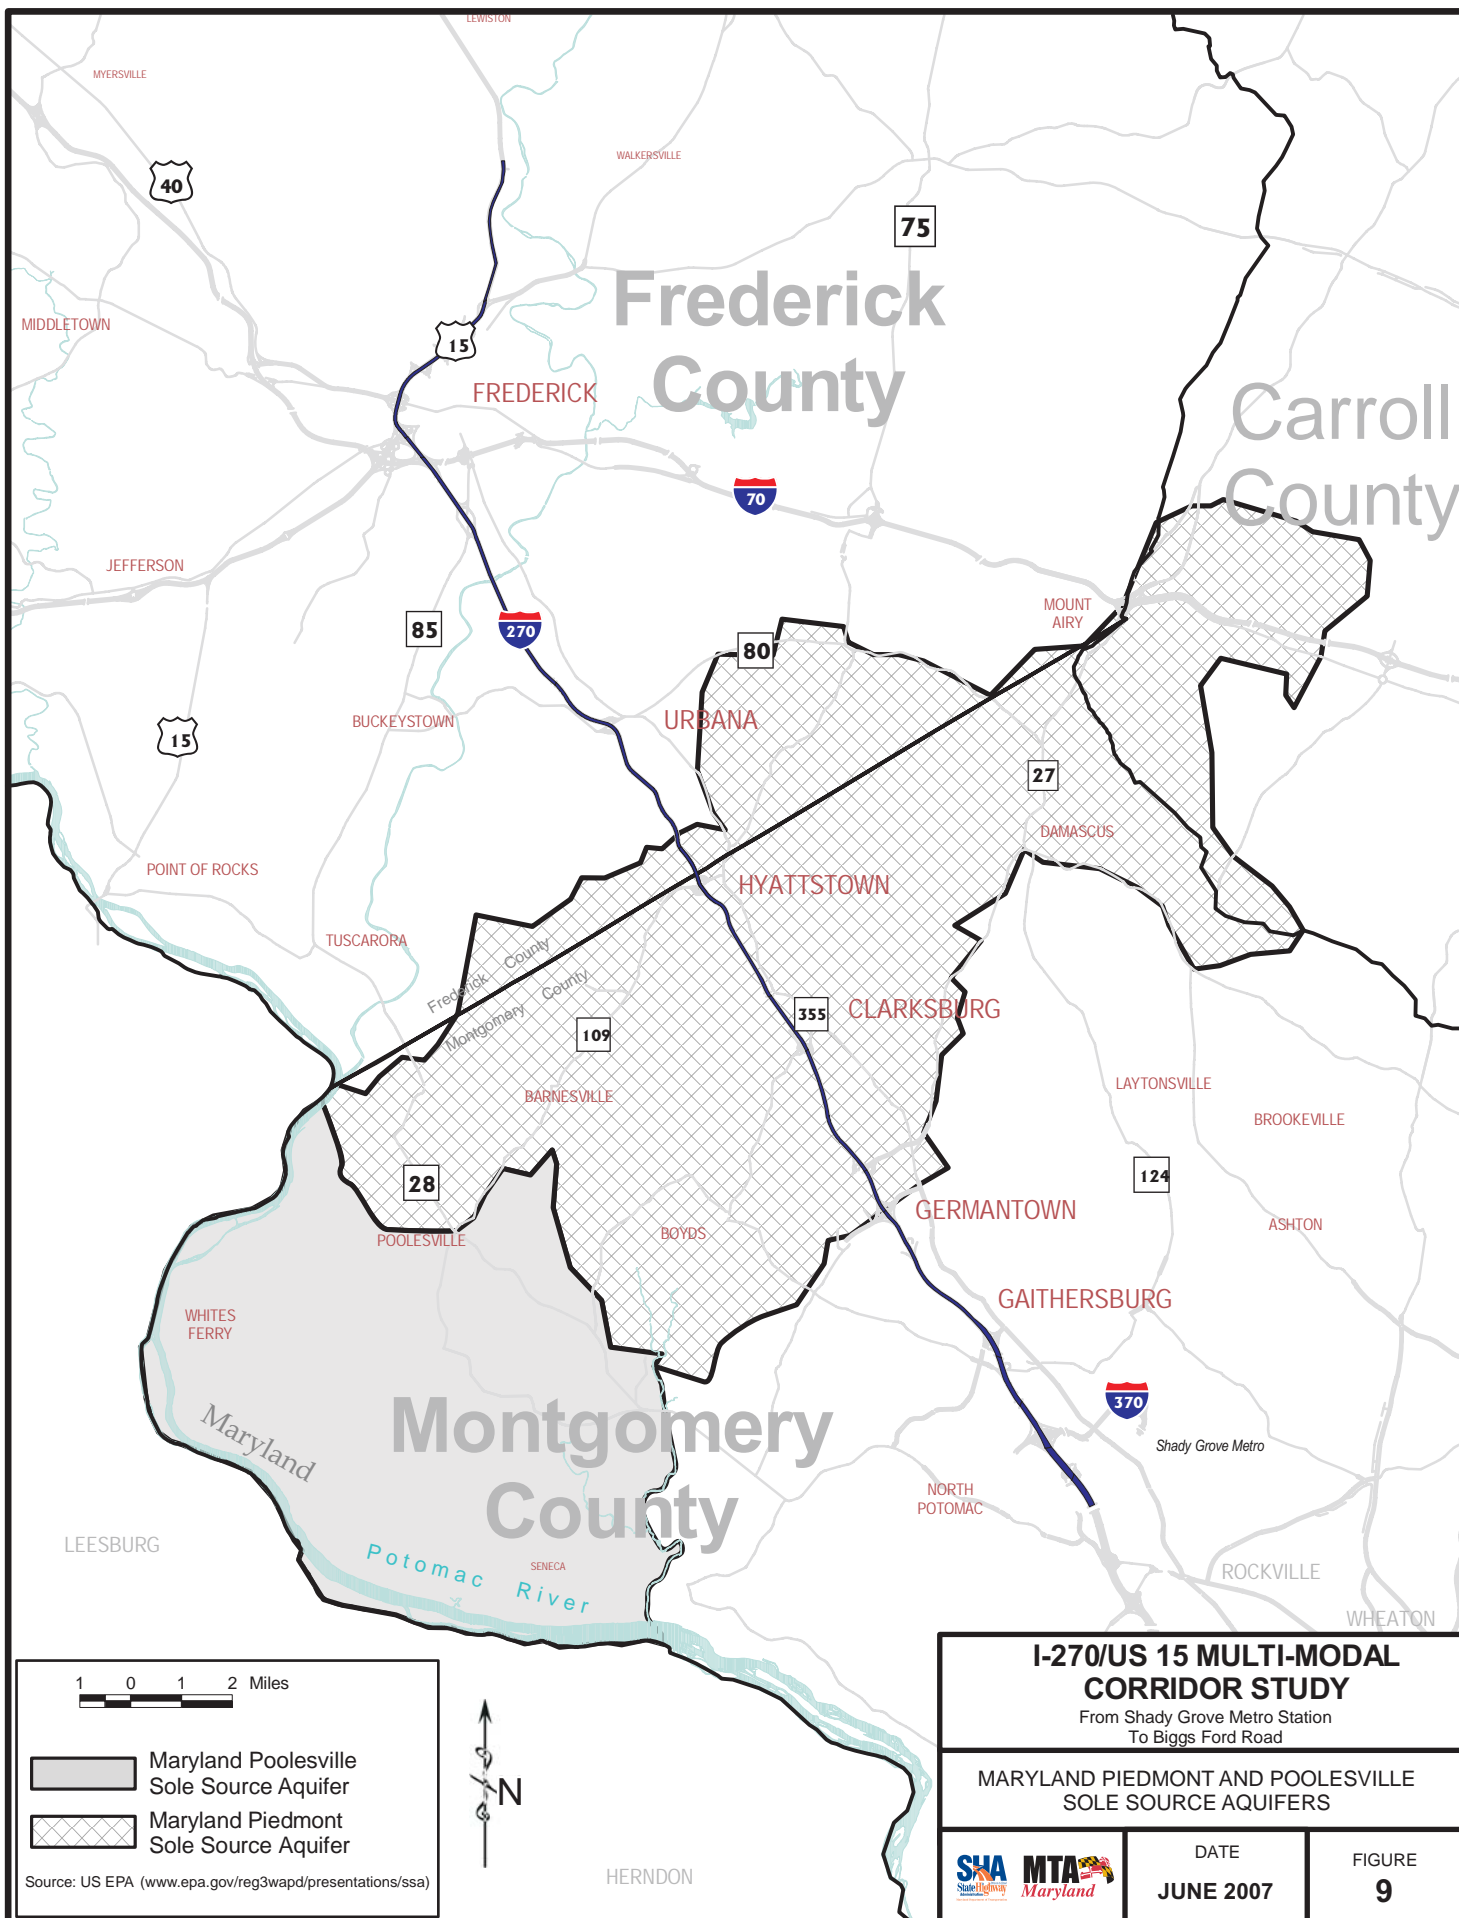 LEWISTON
MYERSVILLE
WALKERSVILLE
40
75
Frederick
County
MIDDLETOWN
15
FREDERICK
Carroll
County
70
JEFFERSON
MOUNT
AIRY
85
270
80
BUCKEYSTOWN
URBANA
15
27
DAMASCUS
POINT OF ROCKS
HYATTSTOWN
TUSCARORA
Frederick County
Montgomery County
109
355
CLARKSBURG
BARNESVILLE
LAYTONSVILLE
BROOKEVILLE
28
124
GERMANTOWN
ASHTON
POOLESVILLE
BOYDS
GAITHERSBURG
WHITES
FERRY
370
Maryland
Montgomery
County
Shady Grove Metro
NORTH
POTOMAC
LEESBURG
Potomac River
SENECA
ROCKVILLE
WHEATON
1 0 1 2 Miles
Maryland Poolesville
Sole Source Aquifer
Maryland Piedmont
Sole Source Aquifer
Source: US EPA (www.epa.gov/reg3wapd/presentations/ssa)
N
HERNDON
I-270/US 15 MULTI-MODAL
CORRIDOR STUDY
From Shady Grove Metro Station
To Biggs Ford Road
MARYLAND PIEDMONT AND POOLESVILLE
SOLE SOURCE AQUIFERS
SHA
State Highway
MTA
Maryland
DATE
JUNE 2007
FIGURE
9